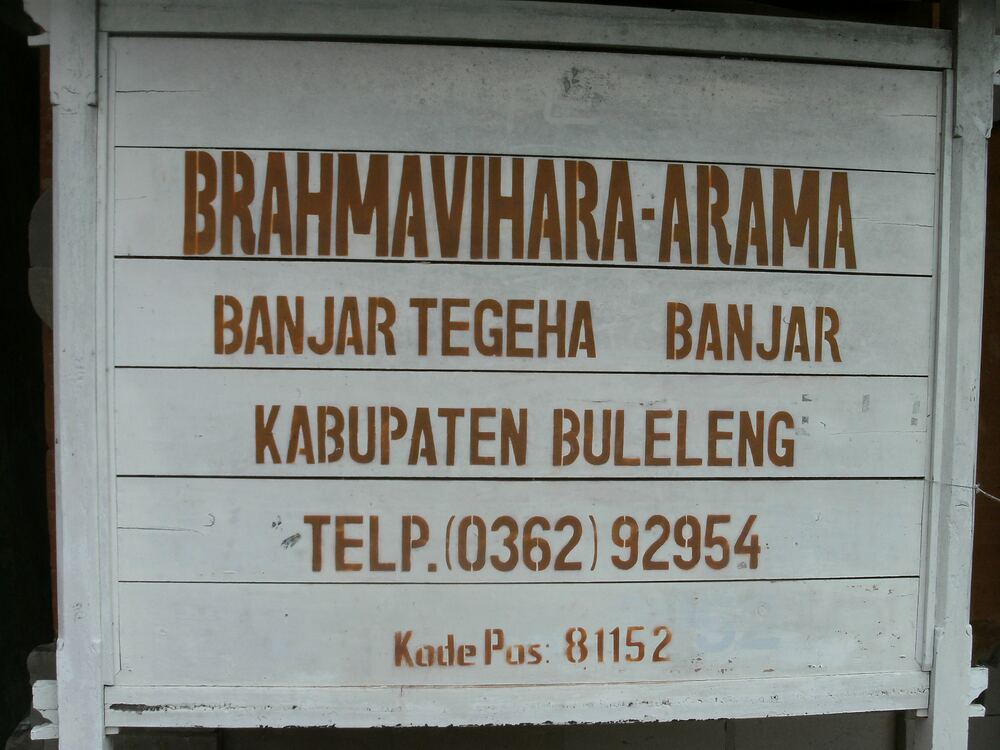 BRAHMAVIHARA-ARAMA
BANJAR TEGEHA BANJAR
KABUPATEN BULELENG
TELP. (0362) 92954
Kode Pos: 81152